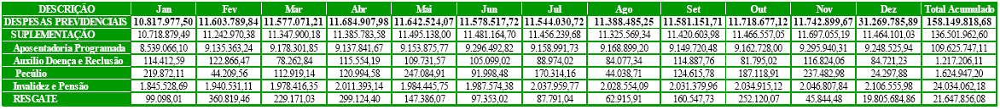 DESCRIÇÃO Jan Fev Mar Abr Mai Jun Jul Ago Set Out Nov Dez Total Acumulado
DESPESAS PREVIDENCIAIS 10.817.977,50 11.603.789,84 11.577.071,21 11.684.907,98 11.642.524,07 11.578.517,72 11.544.030,72 11.388.485,25 11.581.151,71 11.718.677,12 11.742.899,67 31.269.785,89 158.149.818,68
SUPLEMENTAÇÃO 10.718.879,49 11.242.970,38 11.347.900,18 11.385.783,58 11.495.138,00 11.481.164,70 11.456.239,68 11.325.569,34 11.420.603,98 11.466.557,05 11.697.055,19 11.464.101,03 136.501.962,60
Aposentadoria Programada 8.539.066,10 9.135.363,24 9.178.301,85 9.137.841,67 9.153.875,77 9.296.492,82 9.158.991,73 9.168.899,20 9.149.720,48 9.162.728,00 9.295.940,31 9.248.525,94 109.625.747,11
Auxílio Doença e Reclusão 114.412,59 122.866,47 78.262,84 115.554,19 109.731,57 105.099,02 88.974,02 84.077,34 114.887,76 81.795,02 116.824,06 84.721,23 1.217.206,11
Pecúlio 219.872,11 44.209,56 112.919,14 120.994,58 247.084,91 91.998,48 170.314,16 44.038,71 124.615,78 187.118,91 237.482,98 24.297,88 1.624.947,20
Invalidez e Pensão 1.845.528,69 1.940.531,11 1.978.416,35 2.011.393,14 1.984.445,75 1.987.574,38 2.037.959,77 2.028.554,09 2.031.379,96 2.034.915,12 2.046.807,84 2.106.555,98 24.034.062,18
RESGATE 99.098,01 360.819,46 229.171,03 299.124,40 147.386,07 97.353,02 87.791,04 62.915,91 160.547,73 252.120,07 45.844,48 19.805.684,86 21.647.856,08